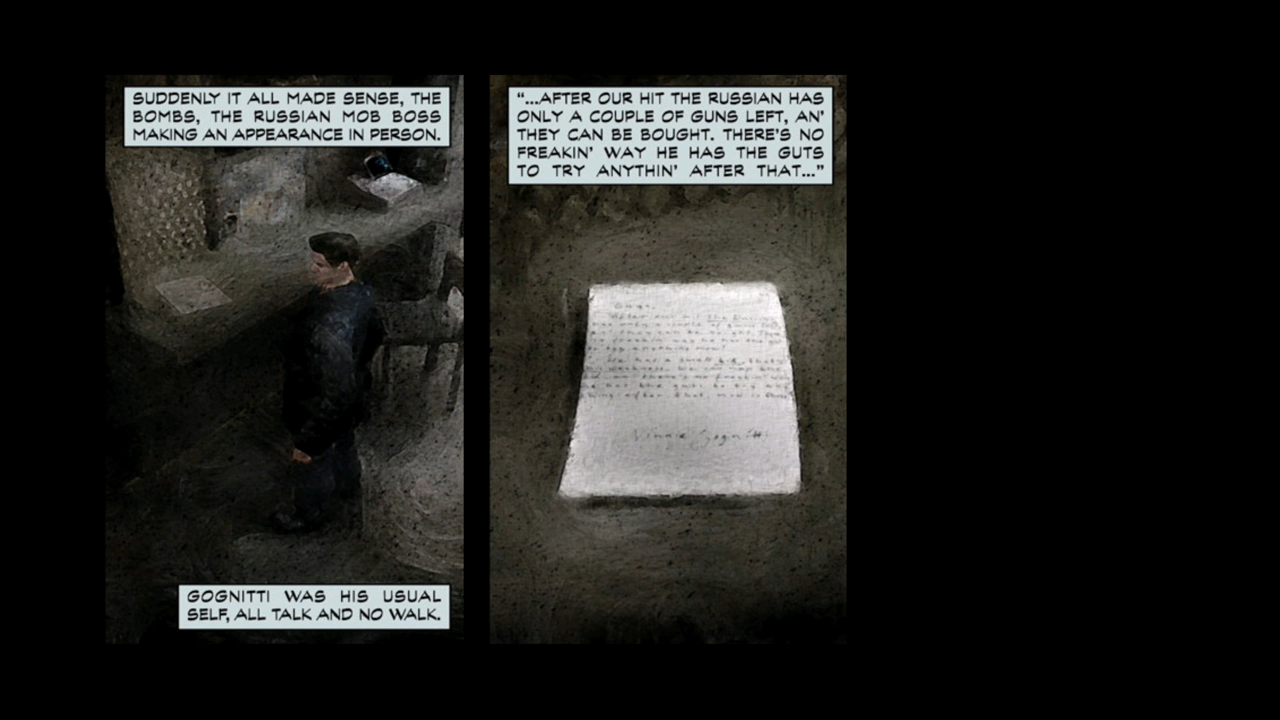 SUDDENLY IT ALL MADE SENSE, THE
BOMBS, THE RUSSIAN MOB BOSS
MAKING AN APPEARANCE IN PERSON.
GOGNITTI WAS HIS USUAL
SELF, ALL TALK AND NO WALK.
"...AFTER OUR HIT THE RUSSIAN HAS
ONLY A COUPLE OF GUNS LEFT, AN'
THEY CAN BE BOUGHT. THERE'S NO
FREAKIN' WAY HE HAS THE GUTS
TO TRY ANYTHIN' AFTER THAT..."
Vinnie Gognitti